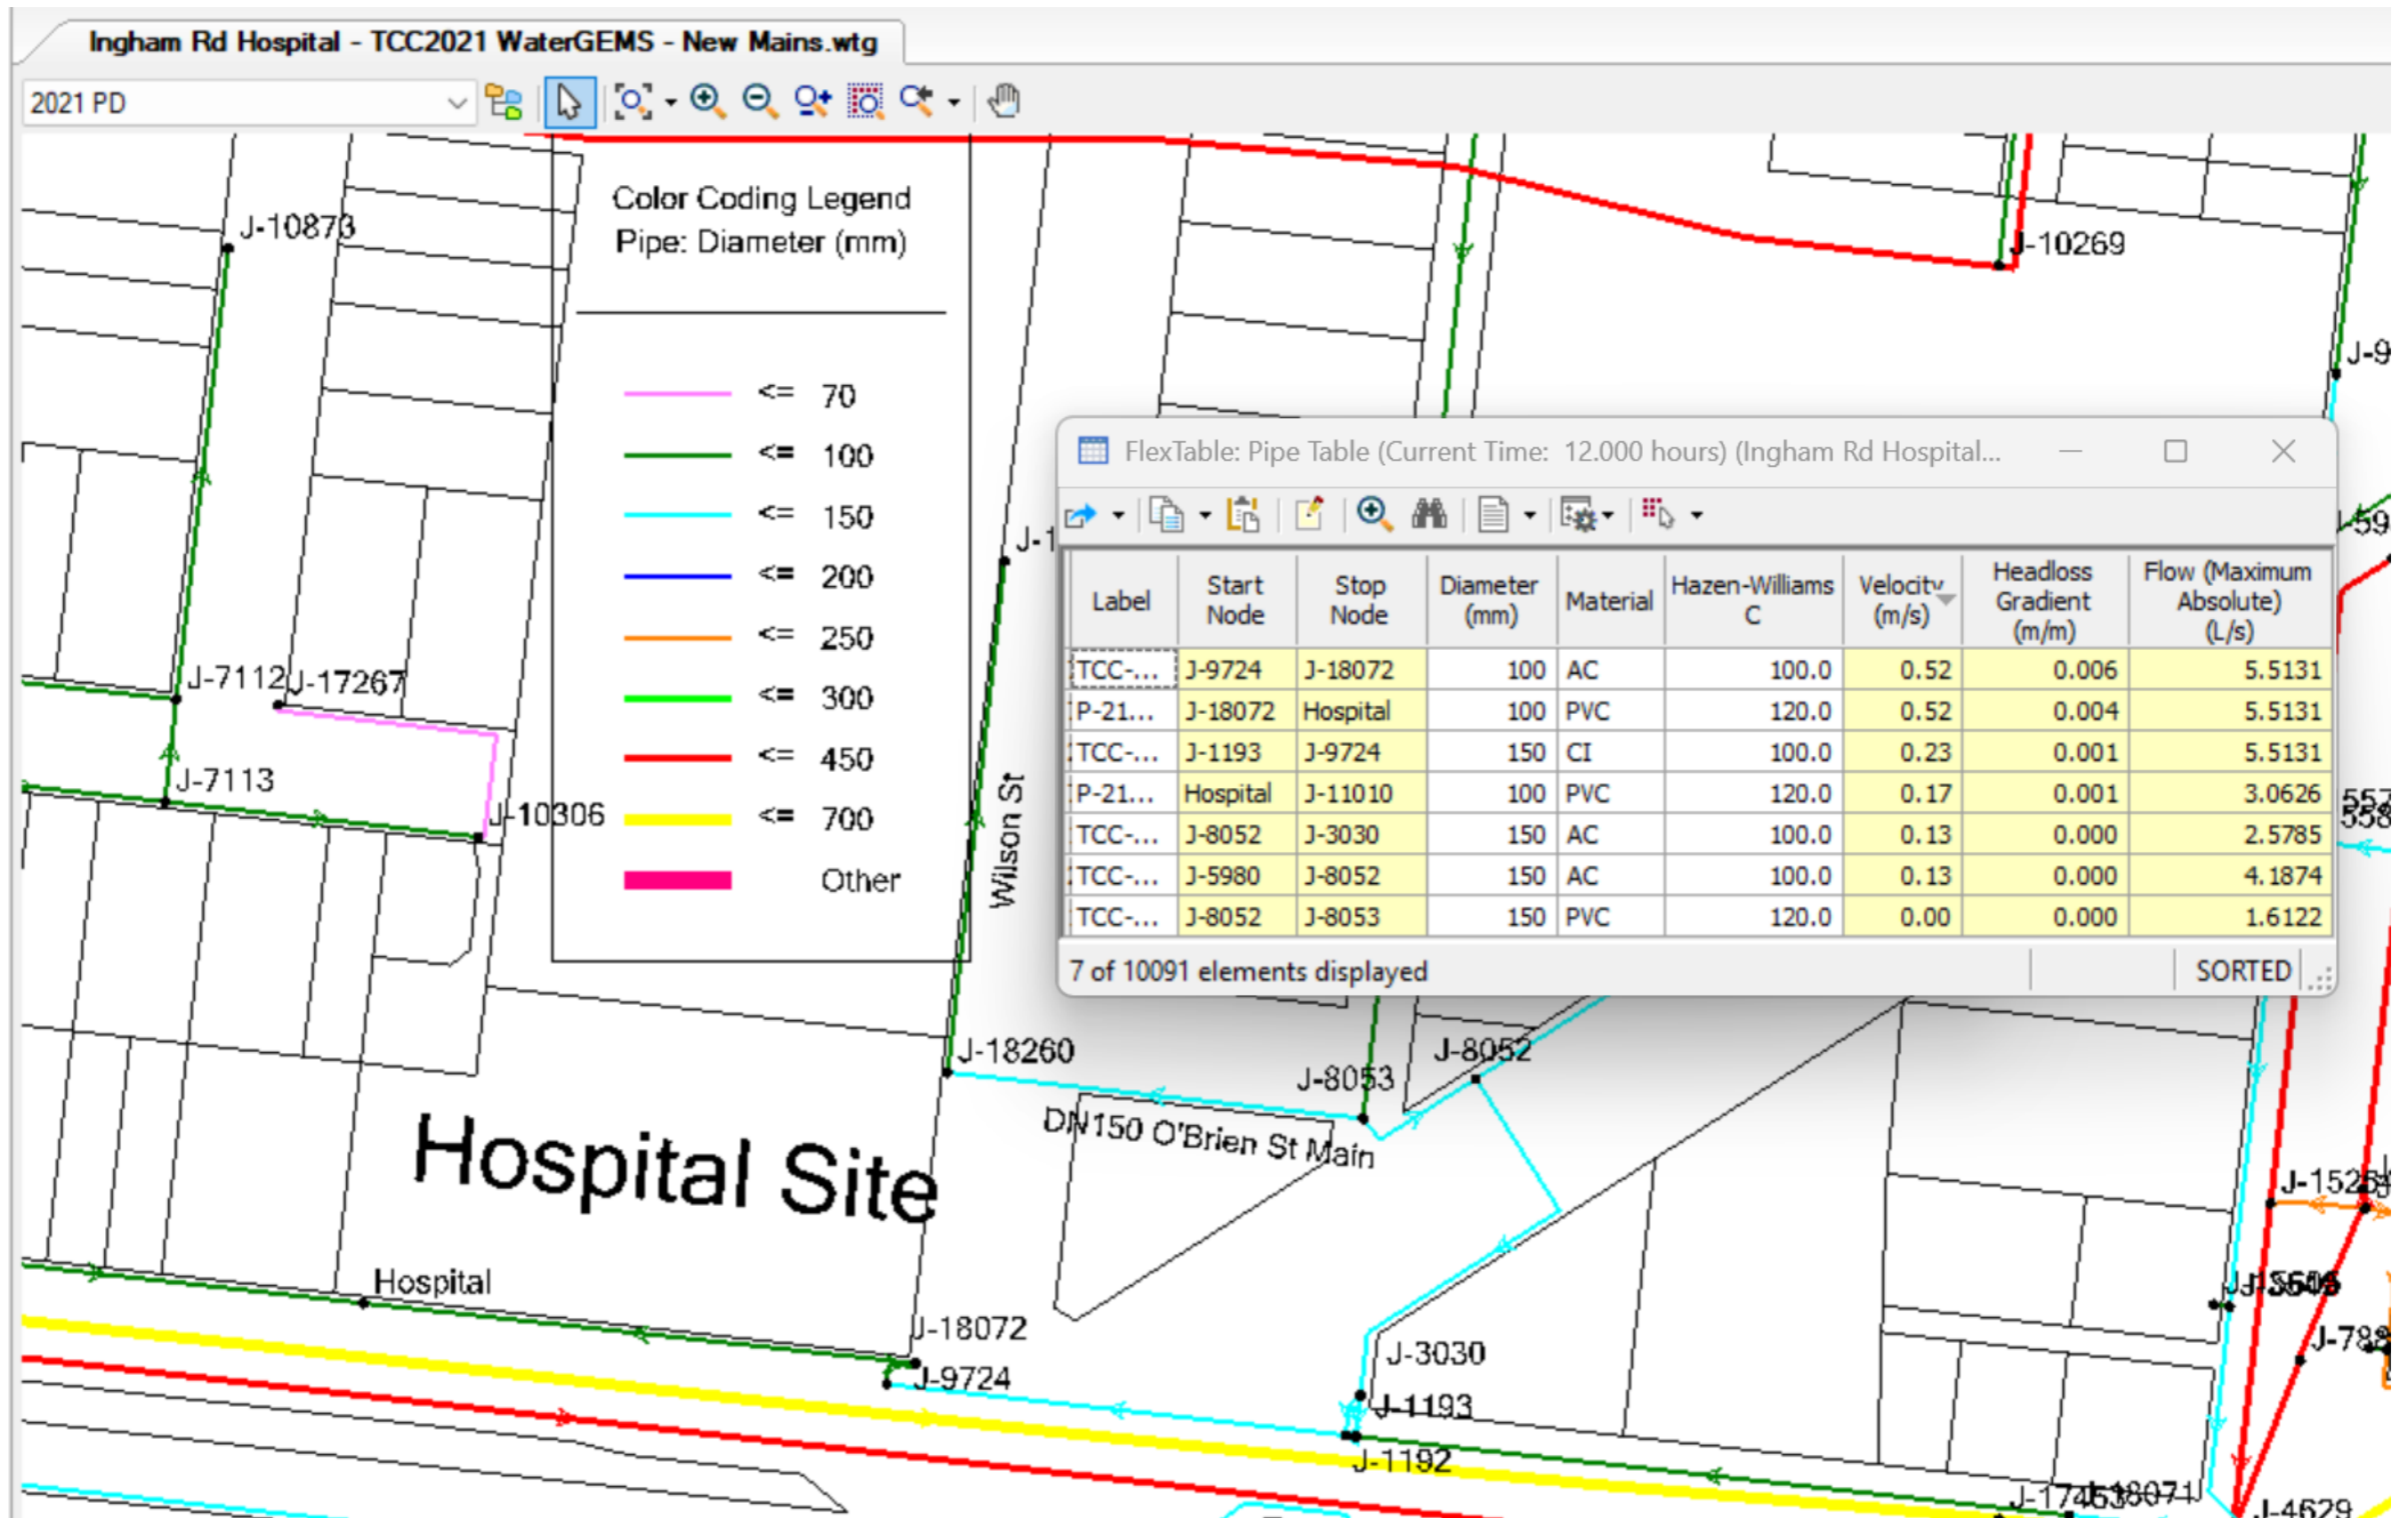 Ingham Rd Hospital - TCC2021 WaterGEMS - New Mains.wtg
2021 PD
Color Coding Legend
Pipe: Diameter (mm)
<= 70
<= 100
<= 150
<= 200
<= 250
<= 300
<= 450
<= 700
Other
J-10873
J-10269
J-9
J-1
J-59
J-7112
J-17267
J-7113
J-10306
Wilson St
557
558
FlexTable: Pipe Table (Current Time: 12.000 hours) (Ingham Rd Hospital...
Label Start Node Stop Node Diameter (mm) Material Hazen-Williams C Velocity (m/s) Headloss Gradient (m/m) Flow (Maximum Absolute) (L/s)
TCC-... J-9724 J-18072 100 AC 100.0 0.52 0.006 5.5131
P-21... J-18072 Hospital 100 PVC 120.0 0.52 0.004 5.5131
TCC-... J-1193 J-9724 150 CI 100.0 0.23 0.001 5.5131
P-21... Hospital J-11010 100 PVC 120.0 0.17 0.001 3.0626
TCC-... J-8052 J-3030 150 AC 100.0 0.13 0.000 2.5785
TCC-... J-5980 J-8052 150 AC 100.0 0.13 0.000 4.1874
TCC-... J-8052 J-8053 150 PVC 120.0 0.00 0.000 1.6122
7 of 10091 elements displayed SORTED
J-18260
J-8052
J-8053
DN150 O'Brien St Main
Hospital Site
Hospital
J-18072
J-9724
J-3030
J-1193
J-1192
J-788
J-17453
J-18071
J-4629